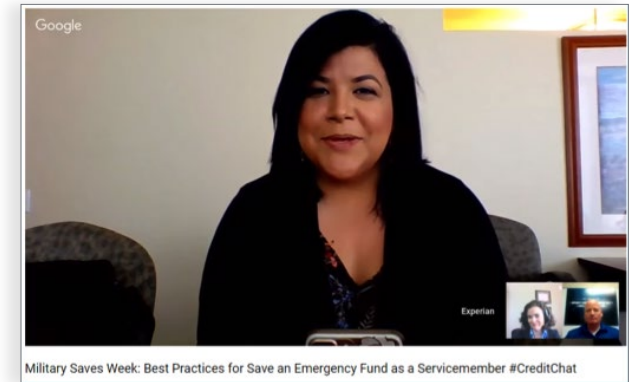 Google
Experian
Military Saves Week: Best Practices for Save an Emergency Fund as a Servicemember #CreditChat